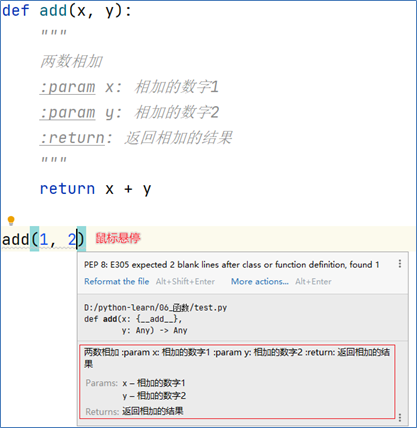 def add(x, y):
"""
两数相加
:param x: 相加的数字1
:param y: 相加的数字2
:return: 返回相加的结果
"""
return x + y
add(1, 2) 鼠标悬停
PEP 8: E305 expected 2 blank lines after class or function definition, found 1
Reformat the file Alt+Shift+Enter More actions... Alt+Enter
D:/python-learn/06_函数/test.py
def add(x: {__add__},
y: Any) -> Any
两数相加 :param x: 相加的数字1 :param y: 相加的数字2 :return: 返回相加的结
果
Params: x – 相加的数字1
y – 相加的数字2
Returns: 返回相加的结果